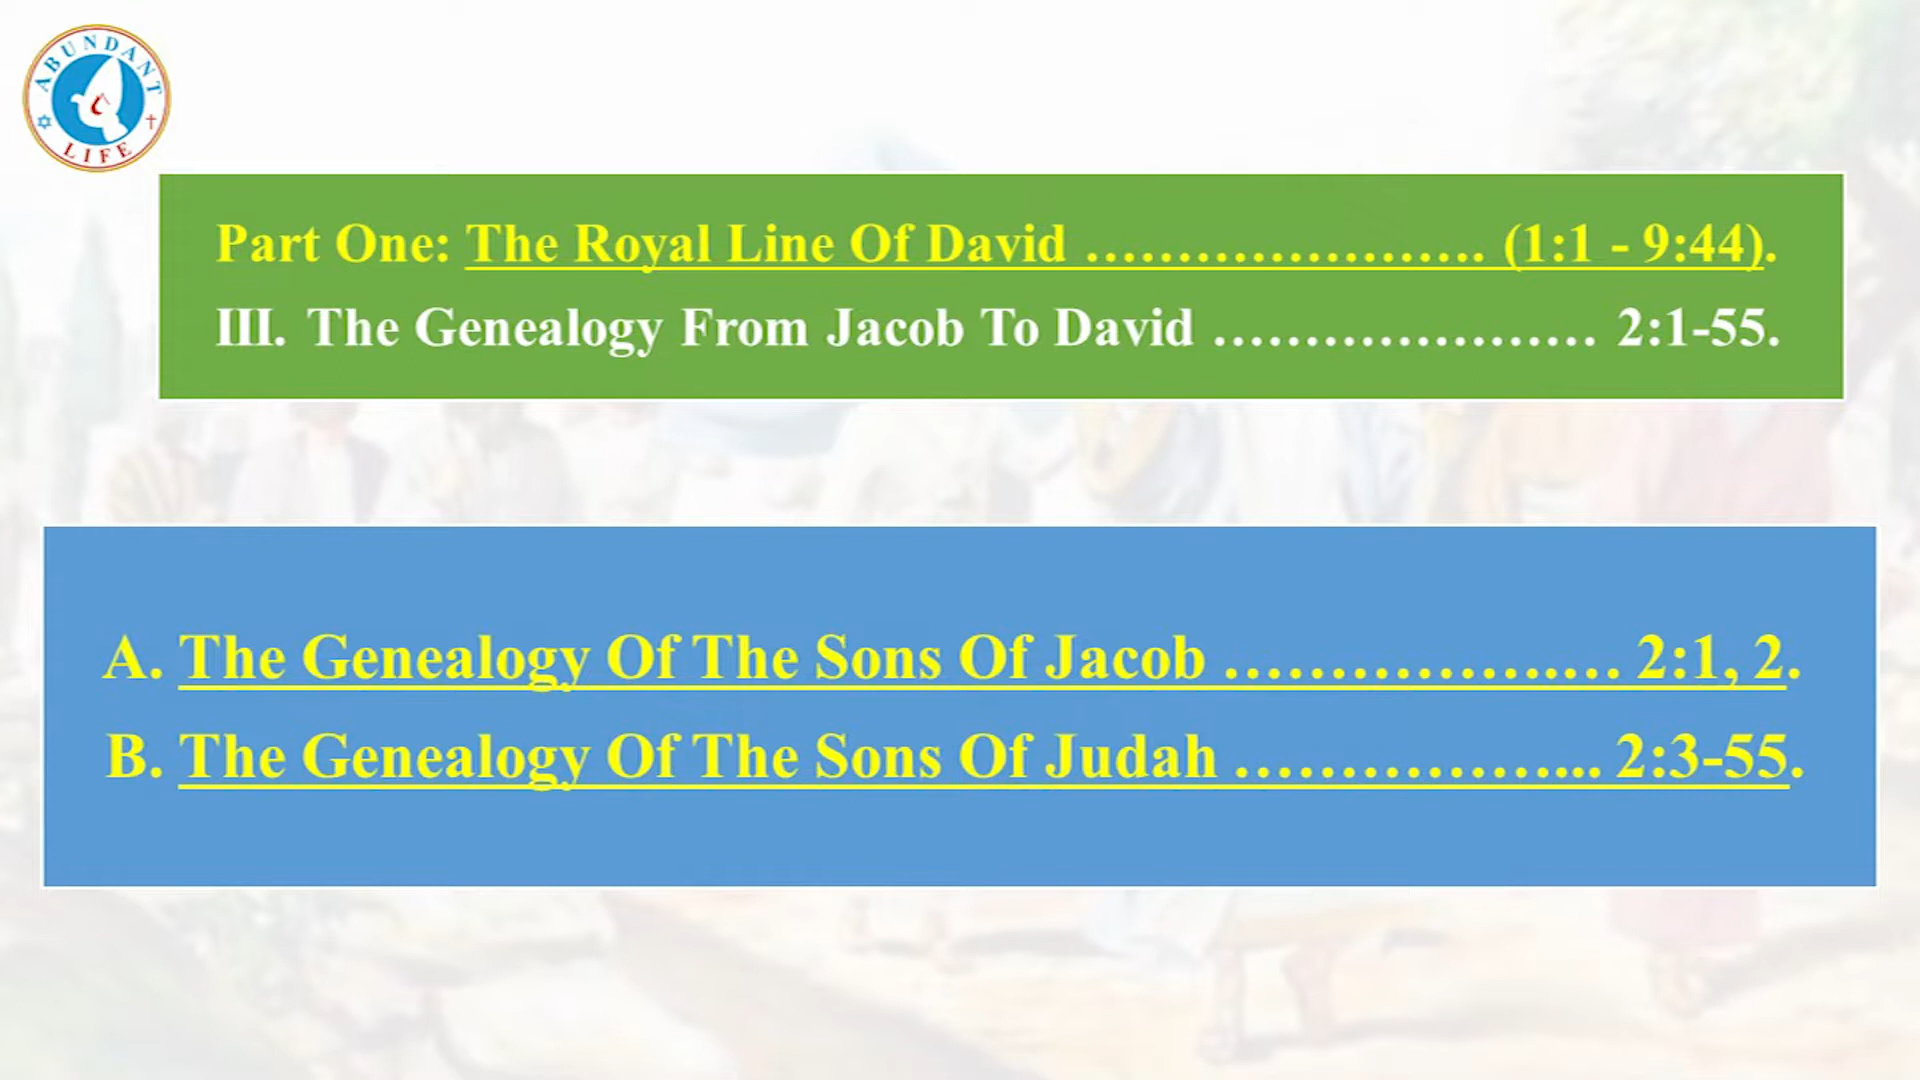 ABUNDANT
LIFE
Part One: The Royal Line Of David …………………. (1:1 - 9:44).
III. The Genealogy From Jacob To David ………………… 2:1-55.
A. The Genealogy Of The Sons Of Jacob …………….…. 2:1, 2.
B. The Genealogy Of The Sons Of Judah ……………... 2:3-55.